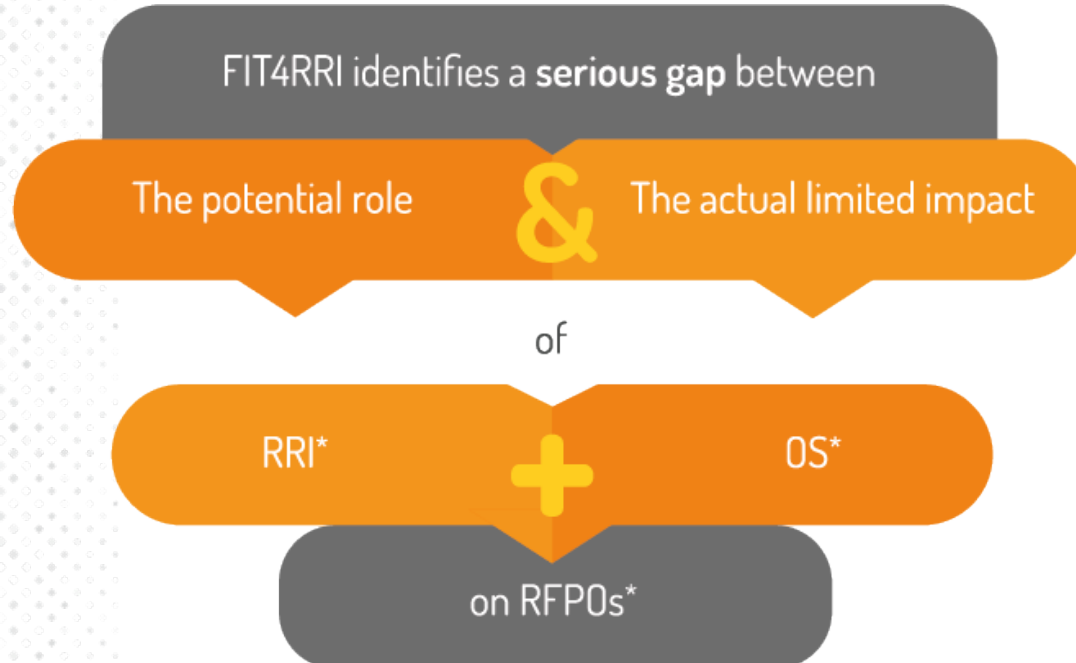 FIT4RRI identifies a serious gap between
The potential role
&
The actual limited impact
of
RRI*
+
OS*
on RFPOs*